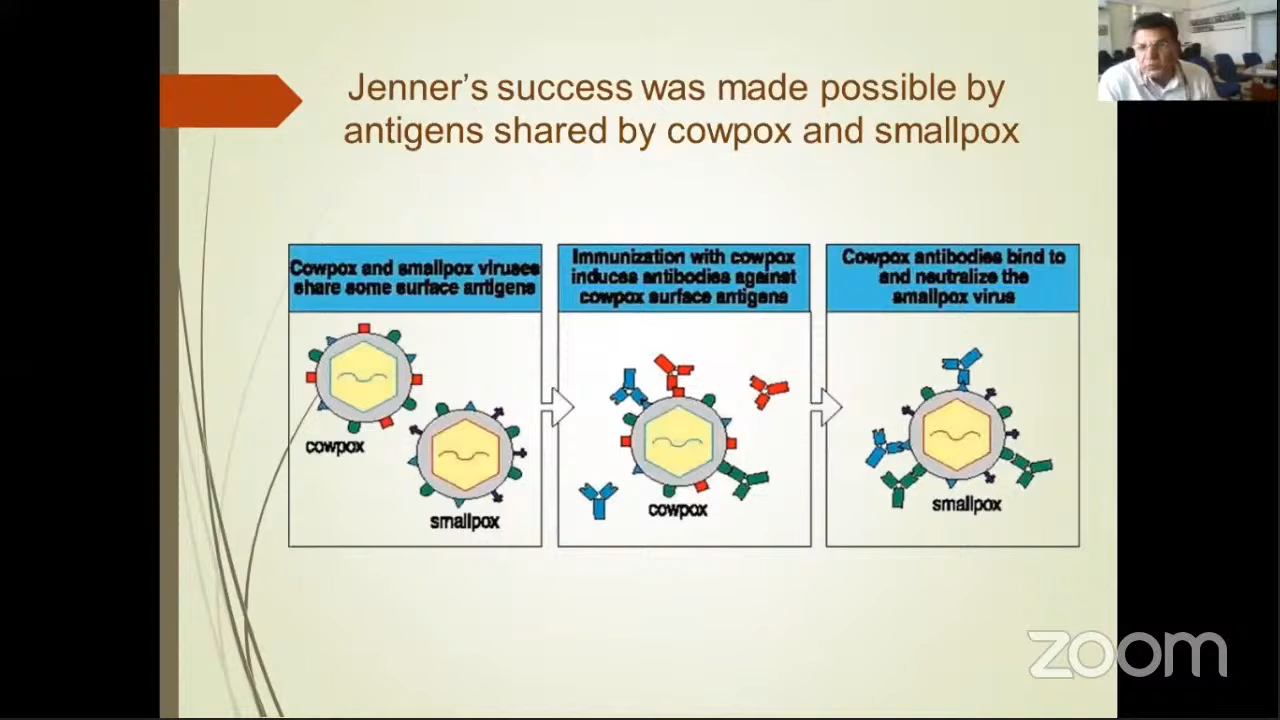 Jenner's success was made possible by
antigens shared by cowpox and smallpox
Cowpox and smallpox viruses
share some surface antigens
Immunization with cowpox
induces antibodies against
cowpox surface antigens
Cowpox antibodies bind to
and neutralize the
smallpox virus
cowpox
smallpox
cowpox
smallpox
zoom